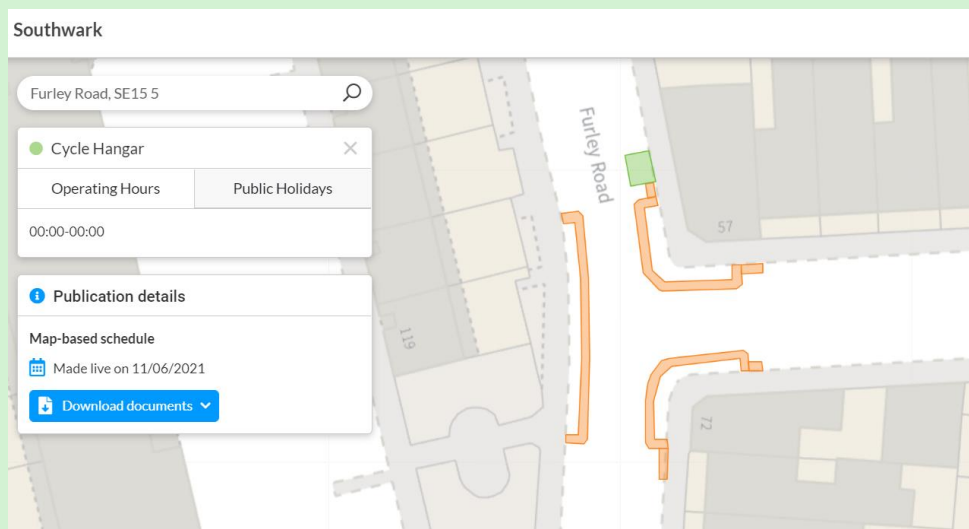 Southwark
Furley Road, SE15 5
Cycle Hangar
Operating Hours
Public Holidays
00:00-00:00
Publication details
Map-based schedule
Made live on 11/06/2021
Download documents
Furley Road
57
119
72